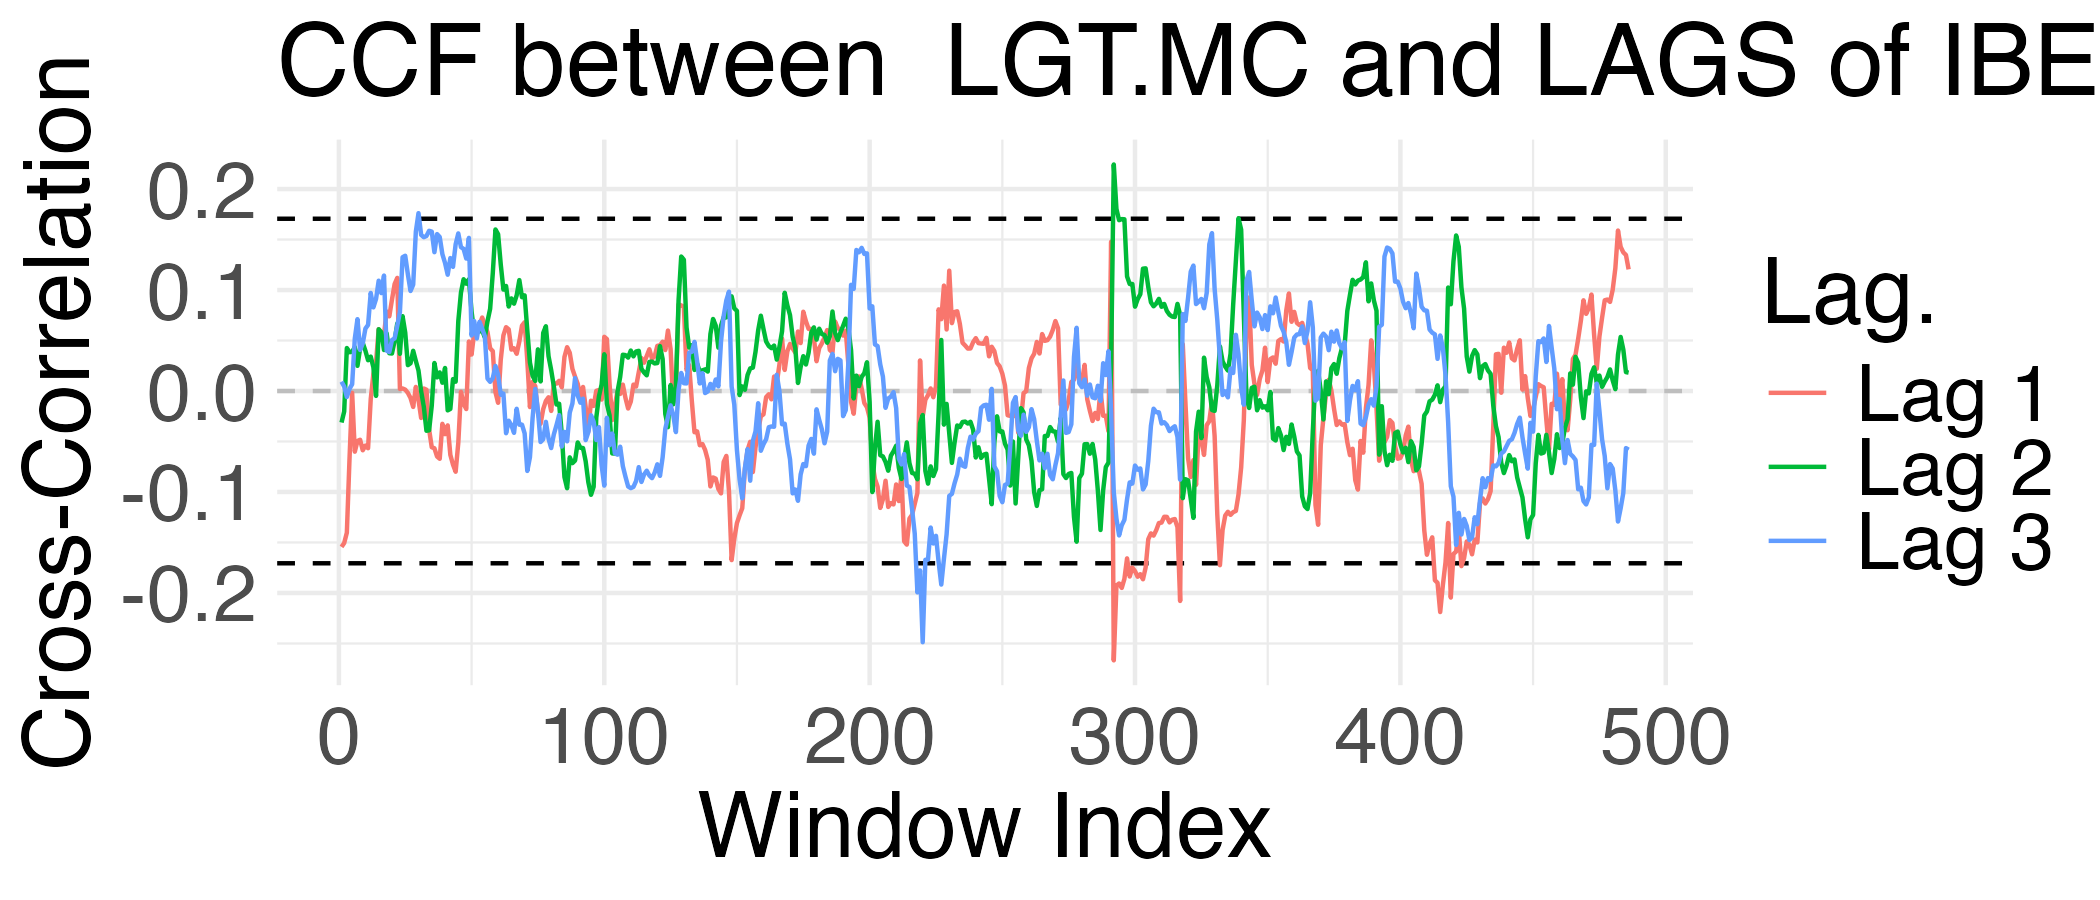 CCF between  LGT.MC and LAGS of IBE
Cross-Correlation
0.2
0.1
0.0
-0.1
-0.2
0 100 200 300 400 500
Window Index
Lag.
Lag 1
Lag 2
Lag 3